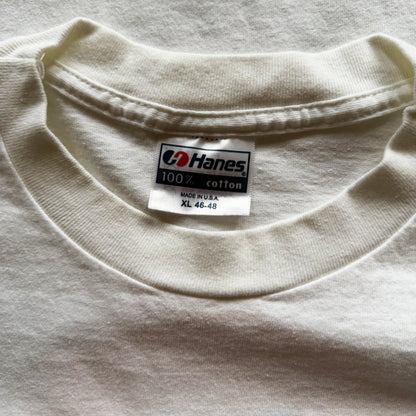 Hanes
100% cotton
MADE IN U.S.A.
XL 46-48